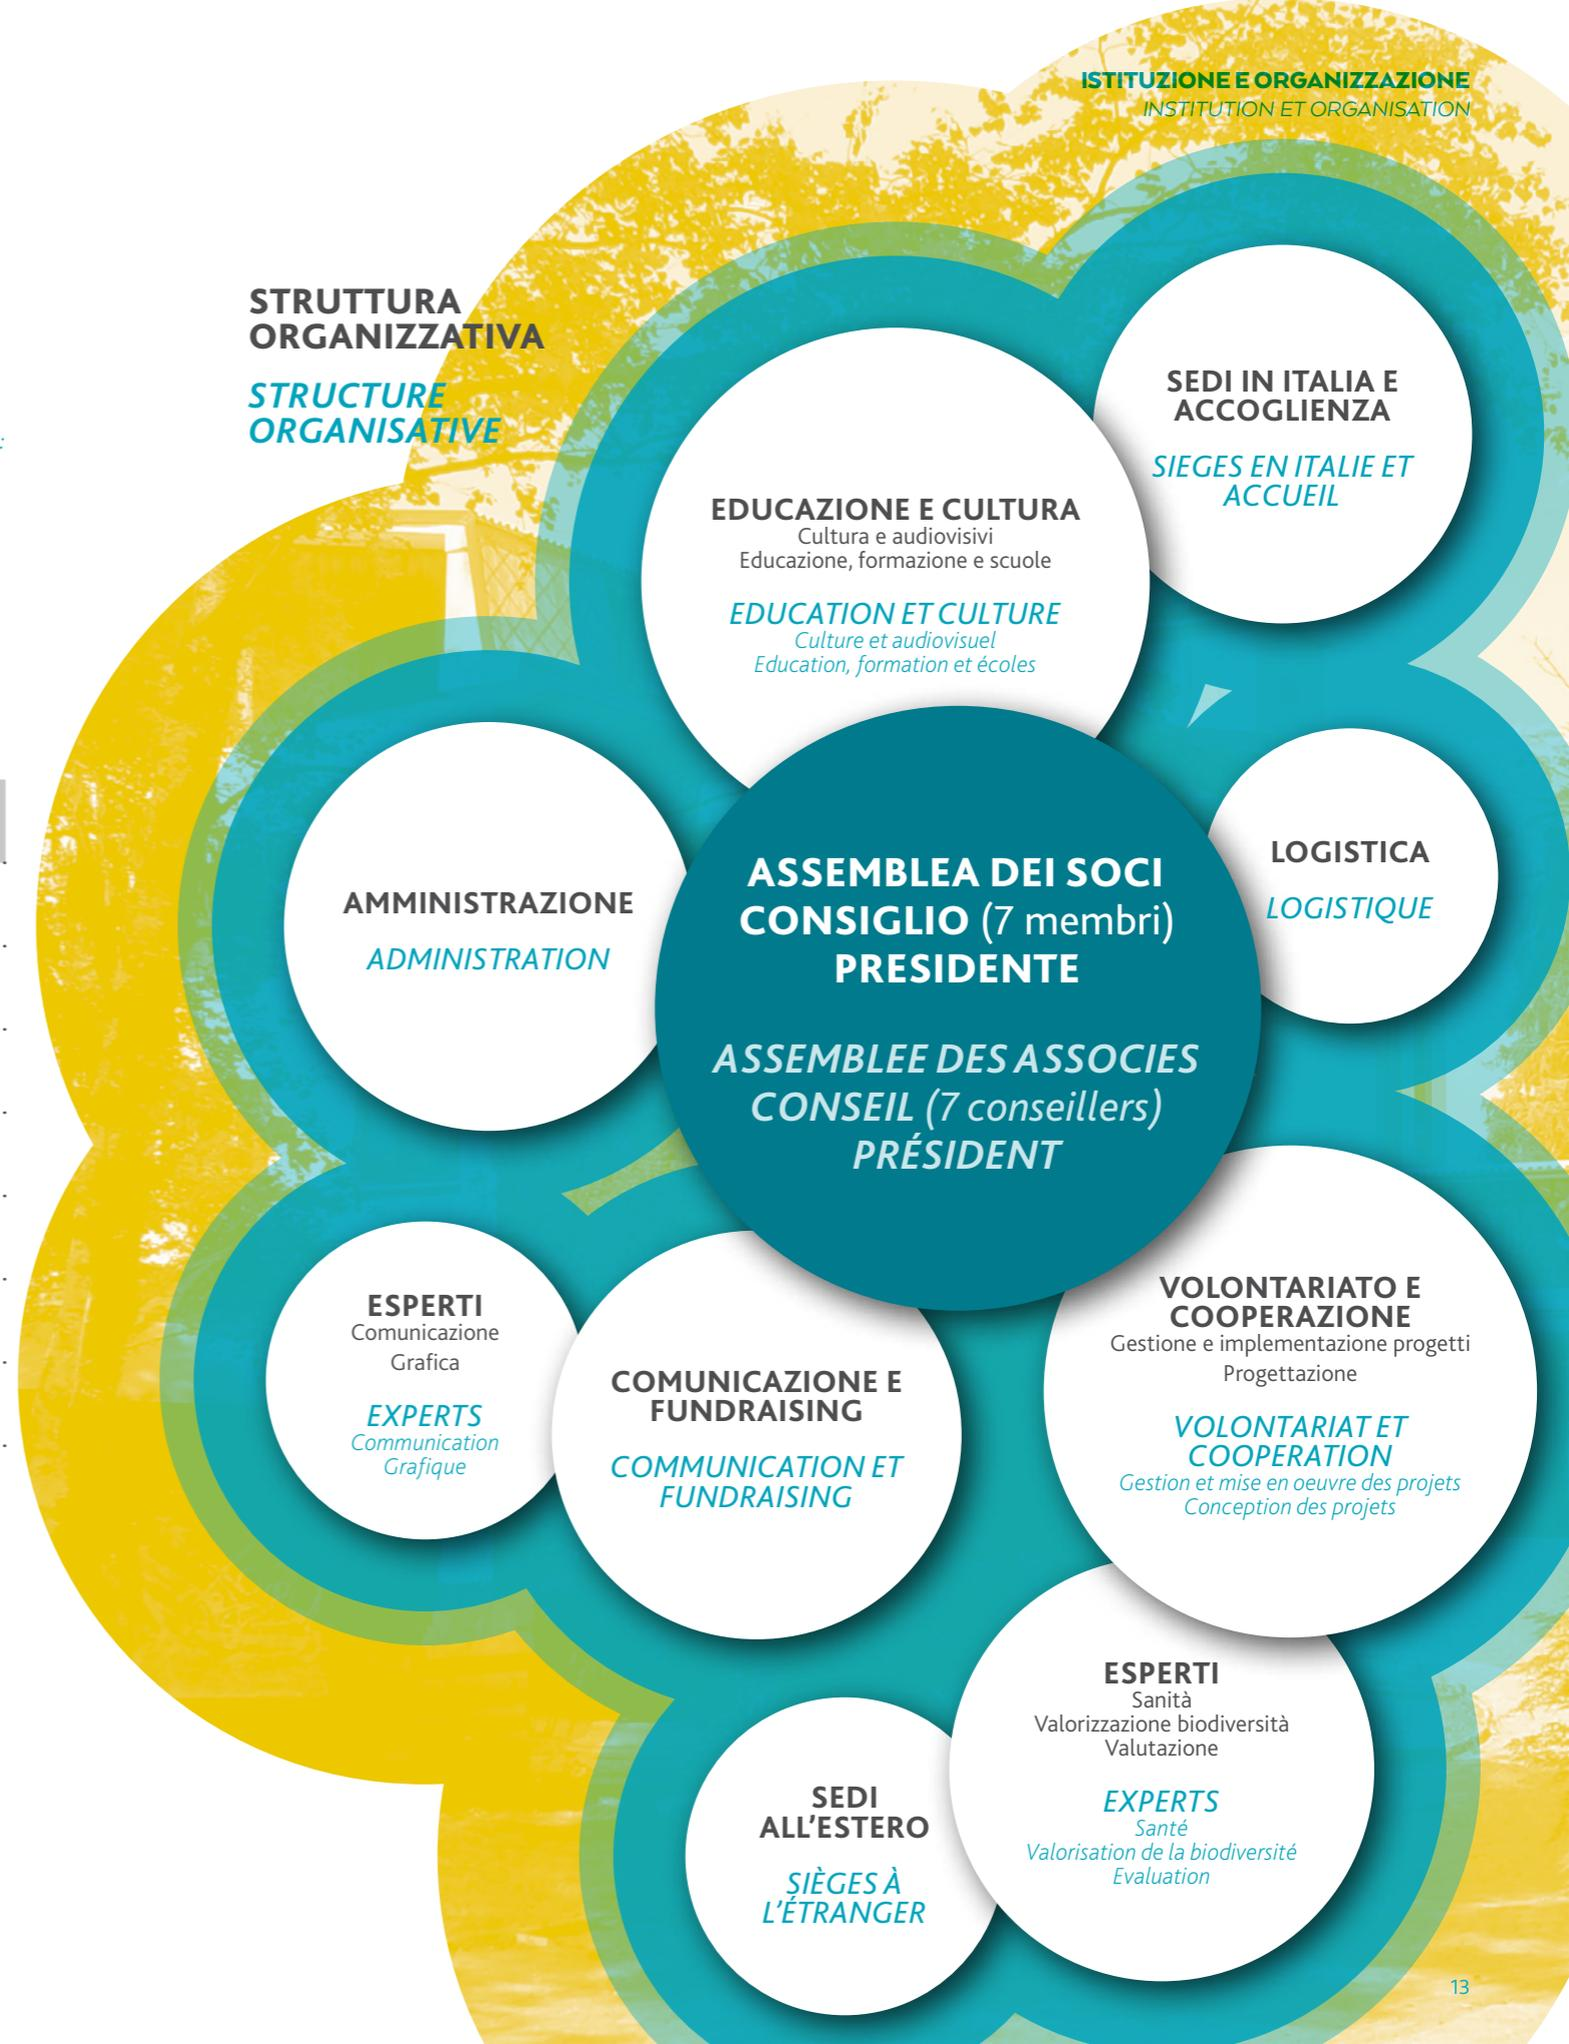 ISTITUZIONE E ORGANIZZAZIONE
INSTITUTION ET ORGANISATION
STRUTTURA
ORGANIZZATIVA
STRUCTURE
ORGANISATIVE
SEDI IN ITALIA E
ACCOGLIENZA
SIEGES EN ITALIE ET
ACCUEIL
EDUCAZIONE E CULTURA
Cultura e audiovisivi
Educazione, formazione e scuole
EDUCATION ET CULTURE
Culture et audiovisuel
Education, formation et écoles
LOGISTICA
LOGISTIQUE
AMMINISTRAZIONE
ADMINISTRATION
ASSEMBLEA DEI SOCI
CONSIGLIO (7 membri)
PRESIDENTE
ASSEMBLEE DES ASSOCIES
CONSEIL (7 conseillers)
PRÉSIDENT
ESPERTI
Comunicazione
Grafica
EXPERTS
Communication
Grafique
COMUNICAZIONE E
FUNDRAISING
COMMUNICATION ET
FUNDRAISING
VOLONTARIATO E
COOPERAZIONE
Gestione e implementazione progetti
Progettazione
VOLONTARIAT ET
COOPERATION
Gestion et mise en oeuvre des projets
Conception des projets
ESPERTI
Sanità
Valorizzazione biodiversità
Valutazione
EXPERTS
Santé
Valorisation de la biodiversité
Evaluation
SEDI
ALL'ESTERO
SIÈGES À
L'ÉTRANGER
13